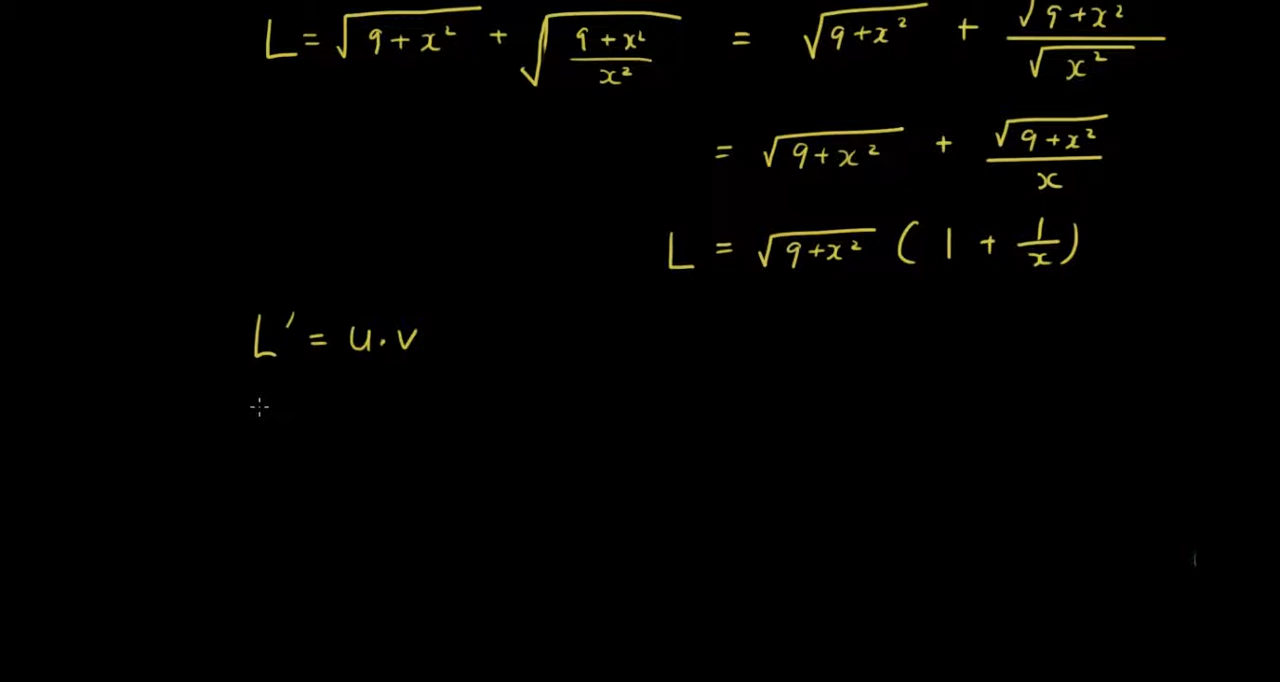 L = √(9 + x²) + √((9 + x²)/x²) = √(9 + x²) + √(9 + x²)/√(x²)
= √(9 + x²) + √(9 + x²)/x
L = √(9 + x²) (1 + 1/x)
L' = u · v